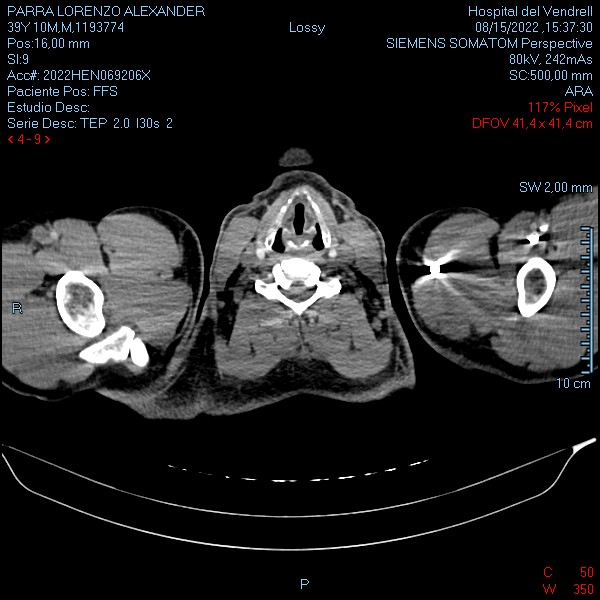 PARRA LORENZO ALEXANDER
39Y 10M,M,1193774
Pos:16,00 mm
SI:9
Acc#: 2022HEN069206X
Paciente Pos: FFS
Estudio Desc:
Serie Desc: TEP 2.0 I30s 2
< 4 - 9 >
Lossy
Hospital del Vendrell
08/15/2022 ,15:37:30
SIEMENS SOMATOM Perspective
80kV, 242mAs
SC:500,00 mm
ARA
117% Pixel
DFOV 41,4 x 41,4 cm
SW 2,00 mm
R
10 cm
P
C 50
W 350